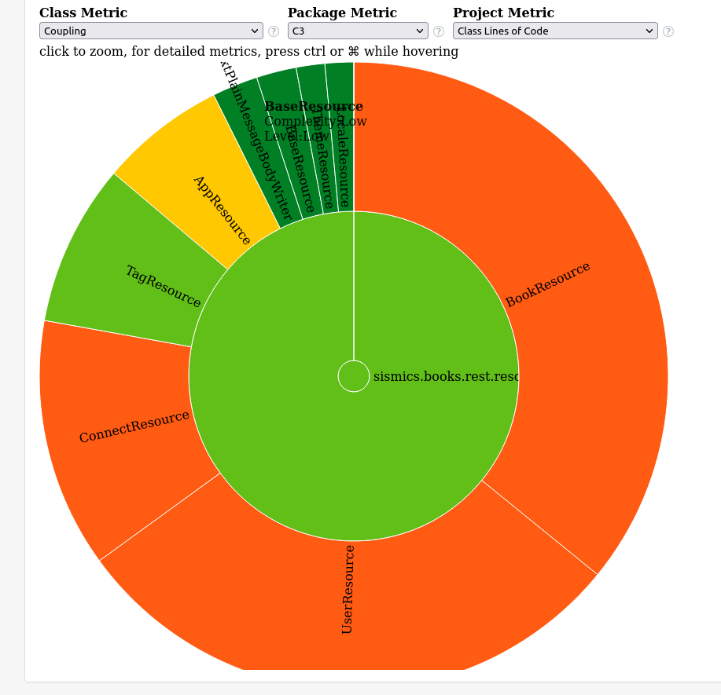 Class Metric
Package Metric
Project Metric
Coupling
C3
Class Lines of Code
click to zoom, for detailed metrics, press ctrl or ⌘ while hovering
BaseResource
Complexity:Low
Level:Low
BaseResource
LocaleResource
AppResource
TagResource
ConnectResource
UserResource
BookResource
sismics.books.rest.reso